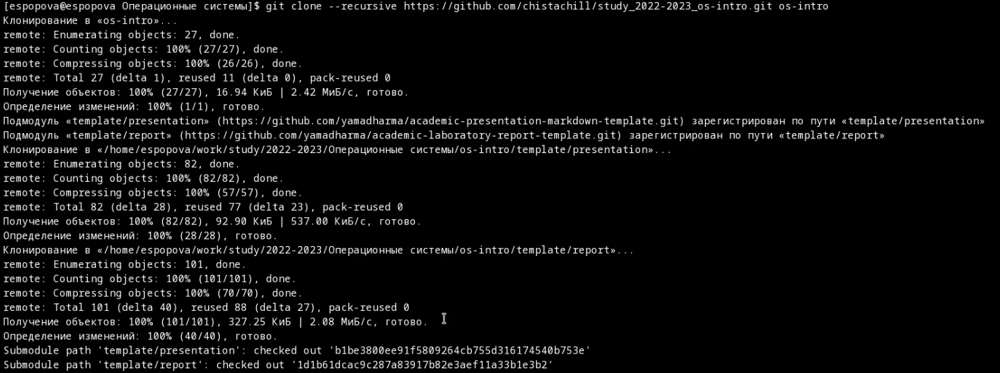 [espopova@espopova Операционные системы]$ git clone --recursive https://github.com/chistachill/study_2022-2023_os-intro.git os-intro
Клонирование в «os-intro»...
remote: Enumerating objects: 27, done.
remote: Counting objects: 100% (27/27), done.
remote: Compressing objects: 100% (26/26), done.
remote: Total 27 (delta 1), reused 11 (delta 0), pack-reused 0
Получение объектов: 100% (27/27), 16.94 КиБ | 2.42 МиБ/с, готово.
Определение изменений: 100% (1/1), готово.
Подмодуль «template/presentation» (https://github.com/yamadharma/academic-presentation-markdown-template.git) зарегистрирован по пути «template/presentation»
Подмодуль «template/report» (https://github.com/yamadharma/academic-laboratory-report-template.git) зарегистрирован по пути «template/report»
Клонирование в «/home/espopova/work/study/2022-2023/Операционные системы/os-intro/template/presentation»...
remote: Enumerating objects: 82, done.
remote: Counting objects: 100% (82/82), done.
remote: Compressing objects: 100% (57/57), done.
remote: Total 82 (delta 28), reused 77 (delta 23), pack-reused 0
Получение объектов: 100% (82/82), 92.90 КиБ | 537.00 КиБ/с, готово.
Определение изменений: 100% (28/28), готово.
Клонирование в «/home/espopova/work/study/2022-2023/Операционные системы/os-intro/template/report»...
remote: Enumerating objects: 101, done.
remote: Counting objects: 100% (101/101), done.
remote: Compressing objects: 100% (70/70), done.
remote: Total 101 (delta 40), reused 88 (delta 27), pack-reused 0
Получение объектов: 100% (101/101), 327.25 КиБ | 2.08 МиБ/с, готово.
Определение изменений: 100% (40/40), готово.
Submodule path 'template/presentation': checked out 'b1be3800ee91f5809264cb755d316174540b753e'
Submodule path 'template/report': checked out '1d1b61dcac9c287a83917b82e3aef11a33b1e3b2'